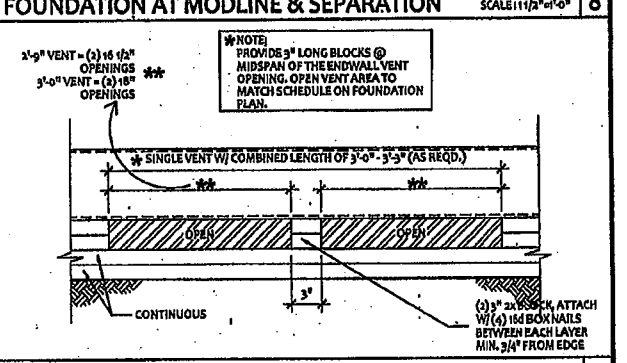 FOUNDATION AT MODLINE & SEPARATION
SCALE: 1 1/2"=1'-0"
8
2'-9" VENT = (2) 16 1/2"
OPENINGS
3'-0" VENT = (2) 18"
OPENINGS
**
* NOTE:
PROVIDE 3" LONG BLOCKS @
MIDSPAN OF THE ENDWALL VENT
OPENING. OPEN VENT AREA TO
MATCH SCHEDULE ON FOUNDATION
PLAN.
* SINGLE VENT W/ COMBINED LENGTH OF 3'-0" - 3'-3" (AS REQD.)
**
**
OPEN
OPEN
3"
CONTINUOUS
(2) 3" 2x BLOCK, ATTACH
W/ (4) 16d BOX NAILS
BETWEEN EACH LAYER
MIN. 3/4" FROM EDGE